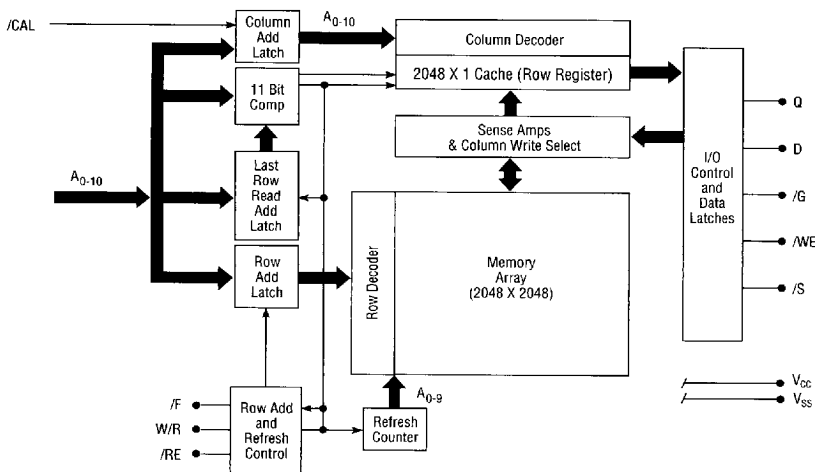 /CAL
Column
Add
Latch
A0-10
Column Decoder
2048 X 1 Cache (Row Register)
11 Bit
Comp
Sense Amps
& Column Write Select
Last
Row
Read
Add
Latch
A0-10
Row
Add
Latch
Row Decoder
Memory
Array
(2048 X 2048)
I/O
Control
and
Data
Latches
Q
D
/G
/WE
/S
VCC
VSS
/F
W/R
/RE
Row Add
and
Refresh
Control
Refresh
Counter
A0-9